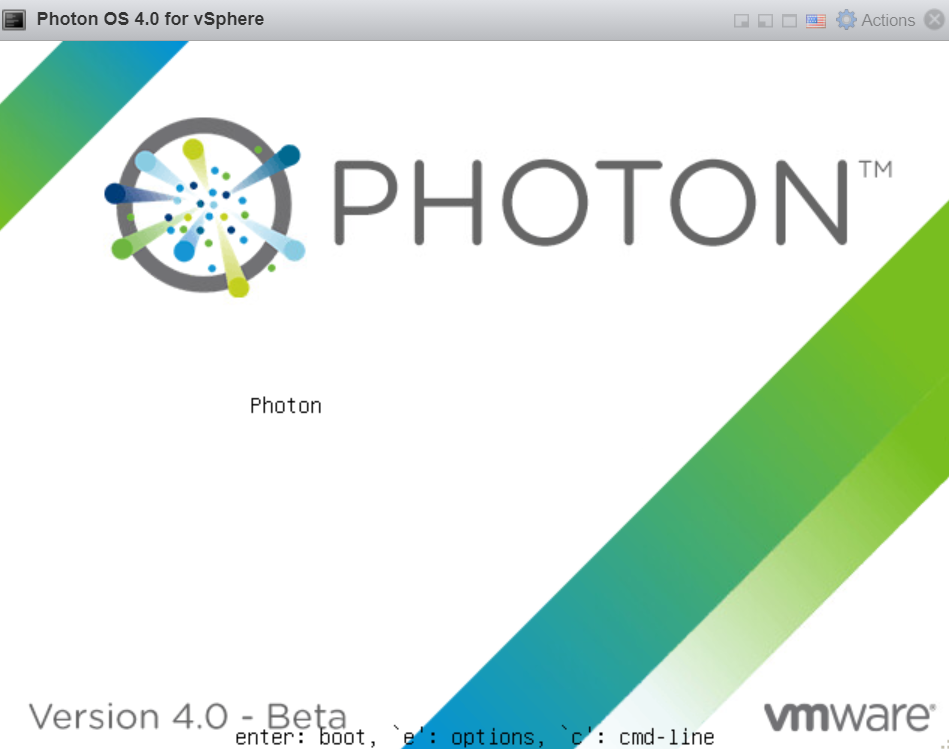 Photon OS 4.0 for vSphere
Actions
PHOTON™
Photon
Version 4.0 - Beta
vmware®
enter: boot, `e': options, `c': cmd-line